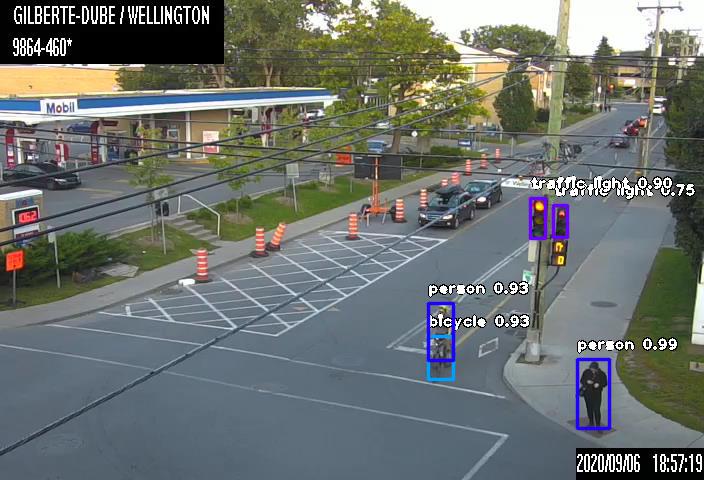 GILBERTE-DUBE / WELLINGTON
9864-460*
Mobil
traffic light 0.90
traffic light 0.75
person 0.93
bicycle 0.93
person 0.99
2020/09/06 18:57:19